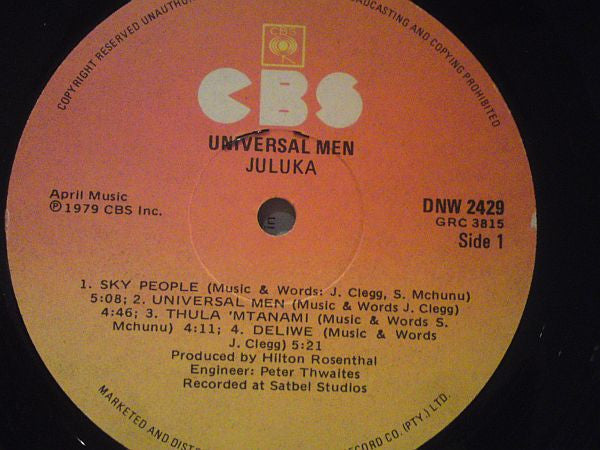 COPYRIGHT RESERVED UNAUTHOR
OADCASTING AND COPYING PROHIBITED
CBS
CBS
UNIVERSAL MEN
JULUKA
April Music
℗ 1979 CBS Inc.
DNW 2429
GRC 3815
Side 1
1. SKY PEOPLE (Music & Words: J. Clegg, S. Mchunu)
5:08; 2. UNIVERSAL MEN (Music & Words J. Clegg)
4:46; 3. THULA 'MTANAMI (Music & Words S.
Mchunu) 4:11; 4. DELIWE (Music & Words
J. Clegg) 5:21
Produced by Hilton Rosenthal
Engineer: Peter Thwaites
Recorded at Satbel Studios
MARKETED AND DIST
RECORD CO. (PTY.) LTD.